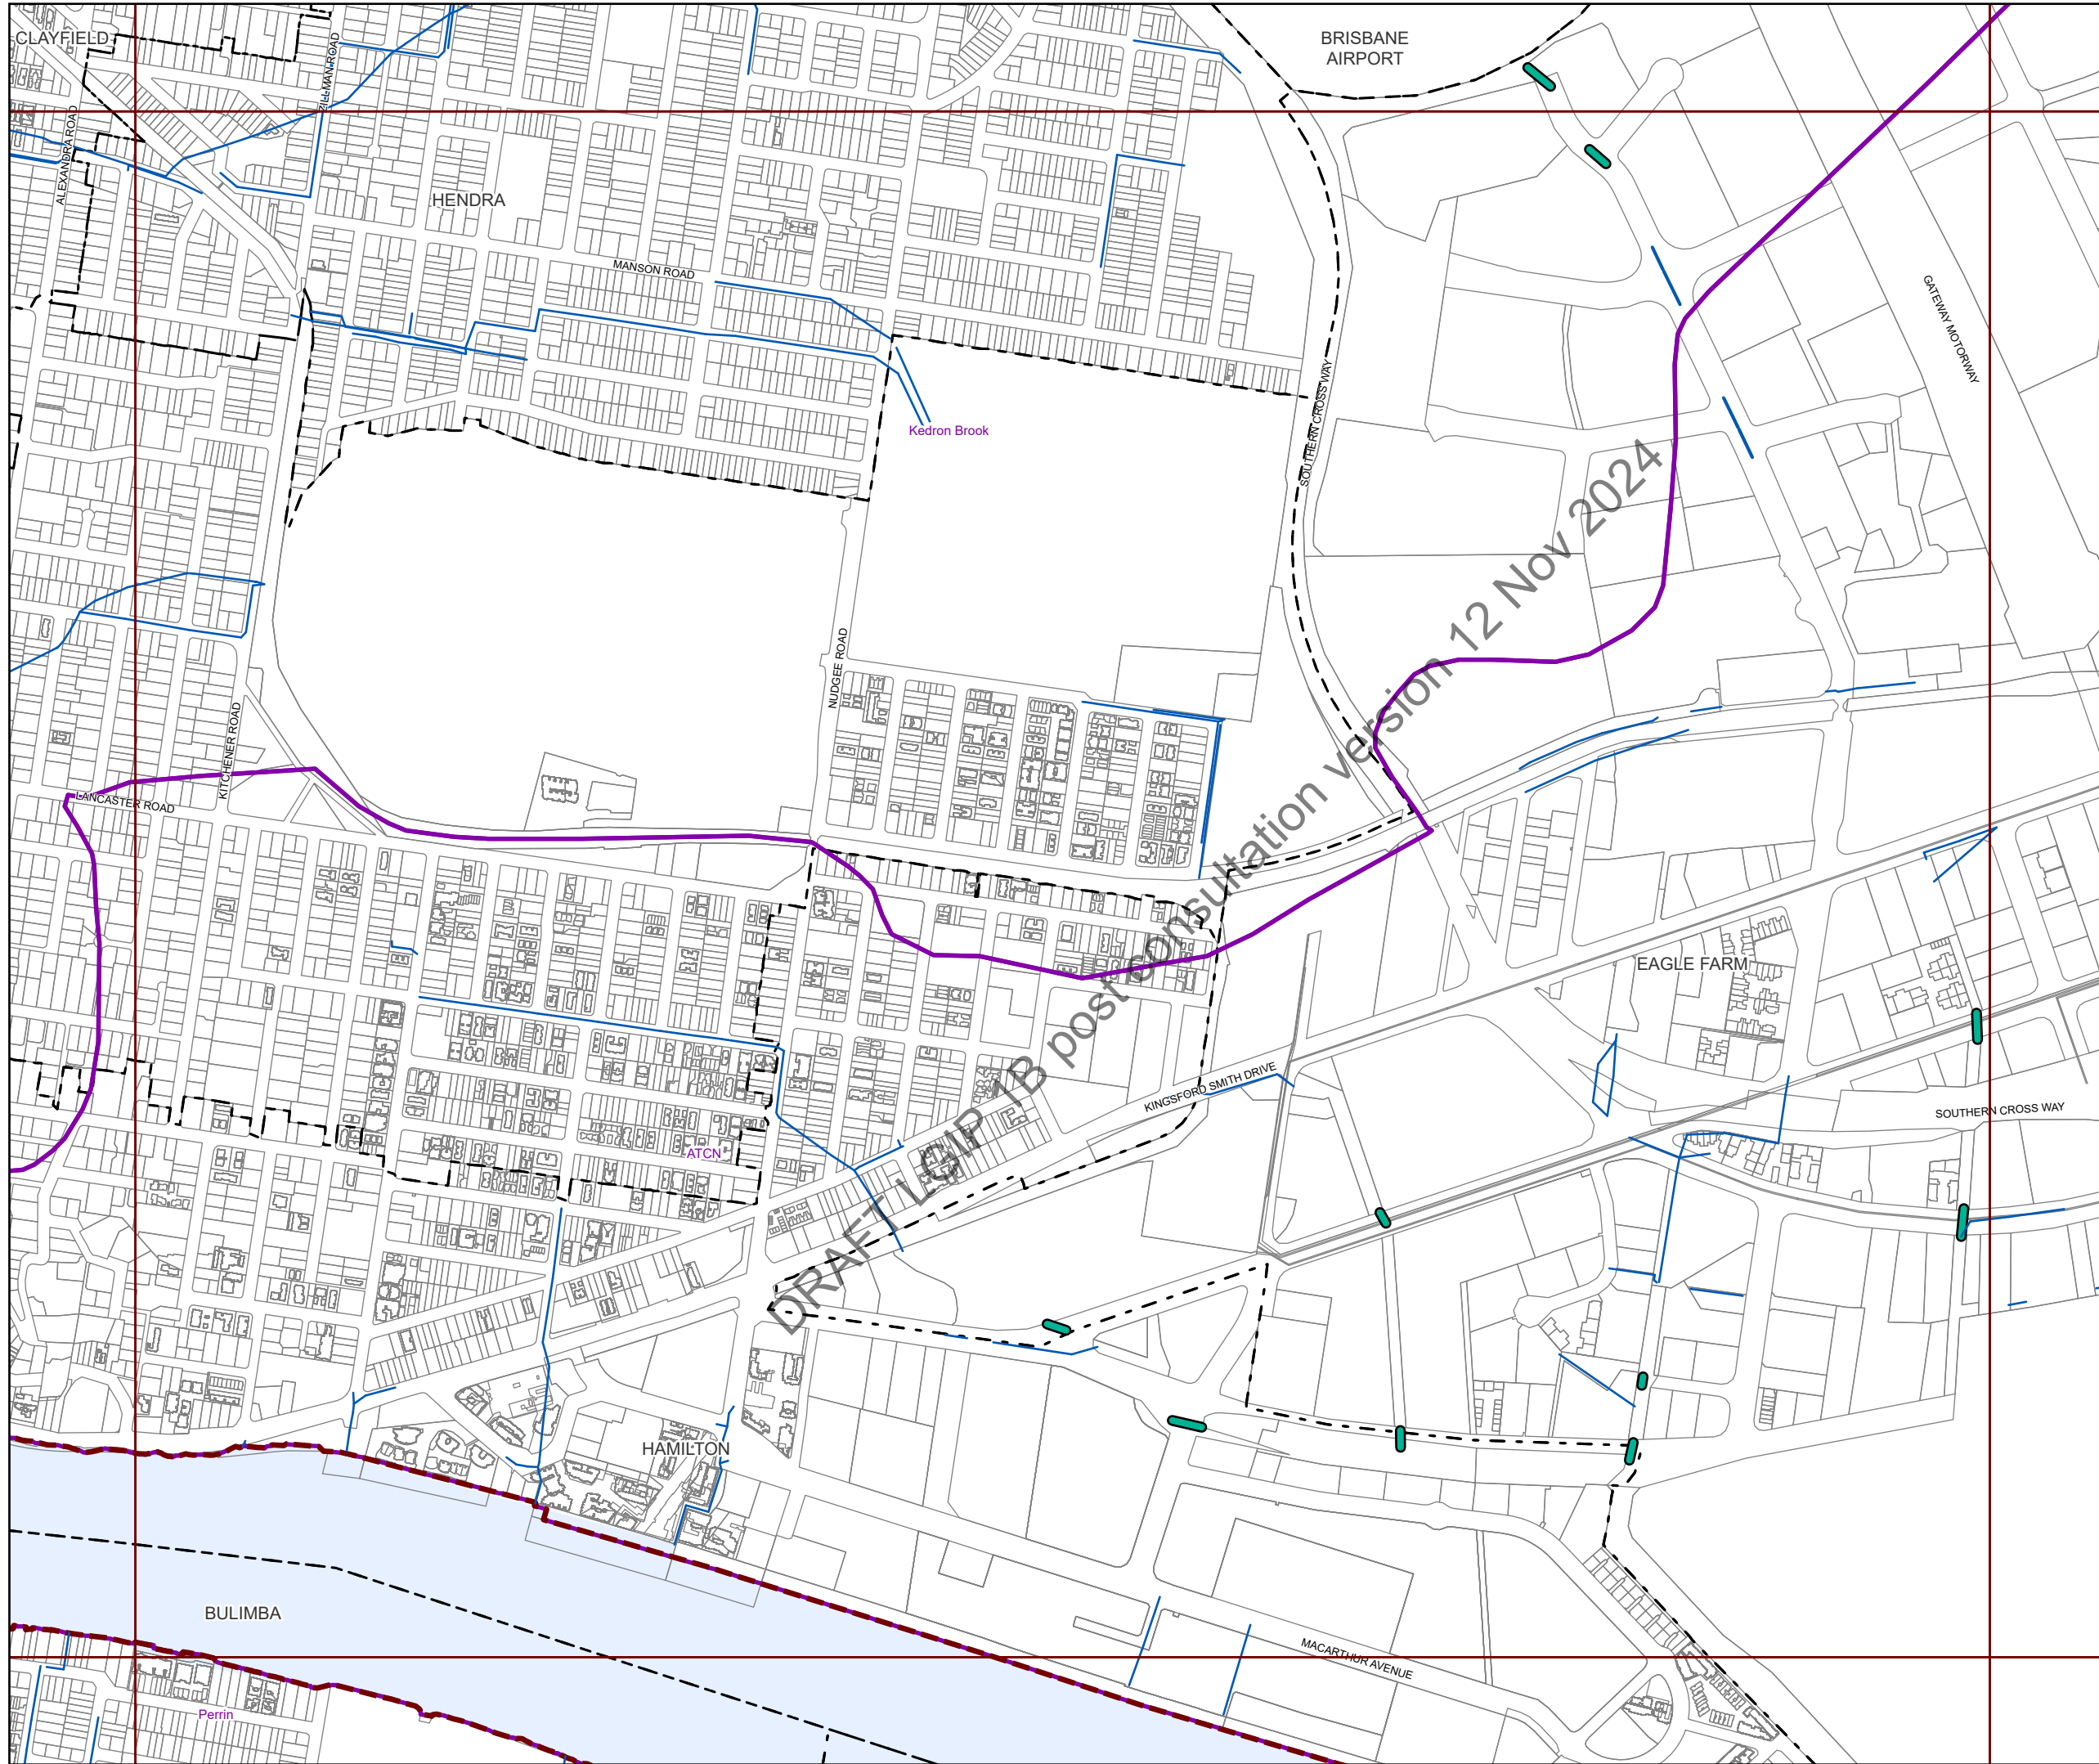 CLAYFIELD
BRISBANE
AIRPORT
ZILLMAN ROAD
ALEXANDRA ROAD
HENDRA
MANSON ROAD
GATEWAY MOTORWAY
SOUTHERN CROSS WAY
Kedron Brook
NUDGEE ROAD
KITCHENER ROAD
LANCASTER ROAD
DRAFT LGIP 1B post consultation version 12 Nov 2024
EAGLE FARM
KINGSFORD SMITH DRIVE
SOUTHERN CROSS WAY
ATCN
HAMILTON
BULIMBA
MACARTHUR AVENUE
Perrin